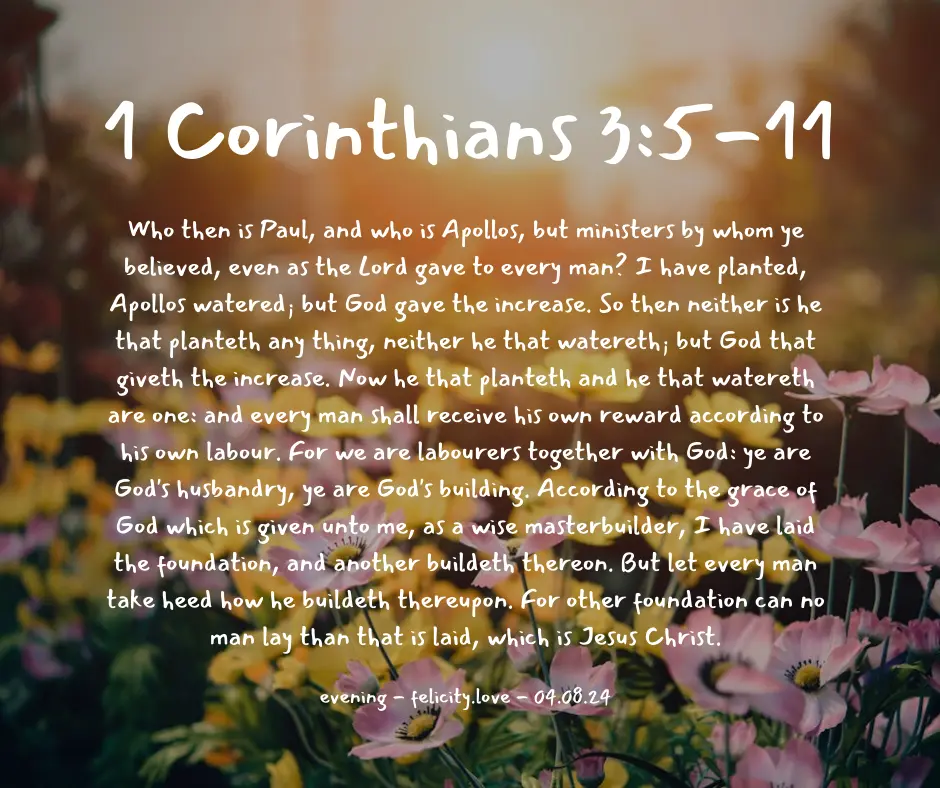 1 Corinthians 3:5-11
Who then is Paul, and who is Apollos, but ministers by whom ye
believed, even as the Lord gave to every man? I have planted,
Apollos watered; but God gave the increase. So then neither is he
that planteth any thing, neither he that watereth; but God that
giveth the increase. Now he that planteth and he that watereth
are one: and every man shall receive his own reward according to
his own labour. For we are labourers together with God: ye are
God's husbandry, ye are God's building. According to the grace of
God which is given unto me, as a wise masterbuilder, I have laid
the foundation, and another buildeth thereon. But let every man
take heed how he buildeth thereupon. For other foundation can no
man lay than that is laid, which is Jesus Christ.
evening - felicity.love - 04.08.24